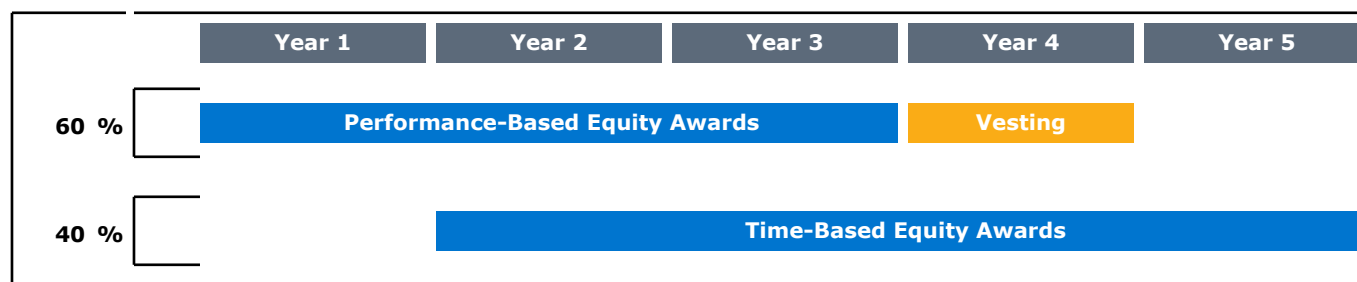 Year 1 Year 2 Year 3 Year 4 Year 5
60 % Performance-Based Equity Awards Vesting
40 % Time-Based Equity Awards